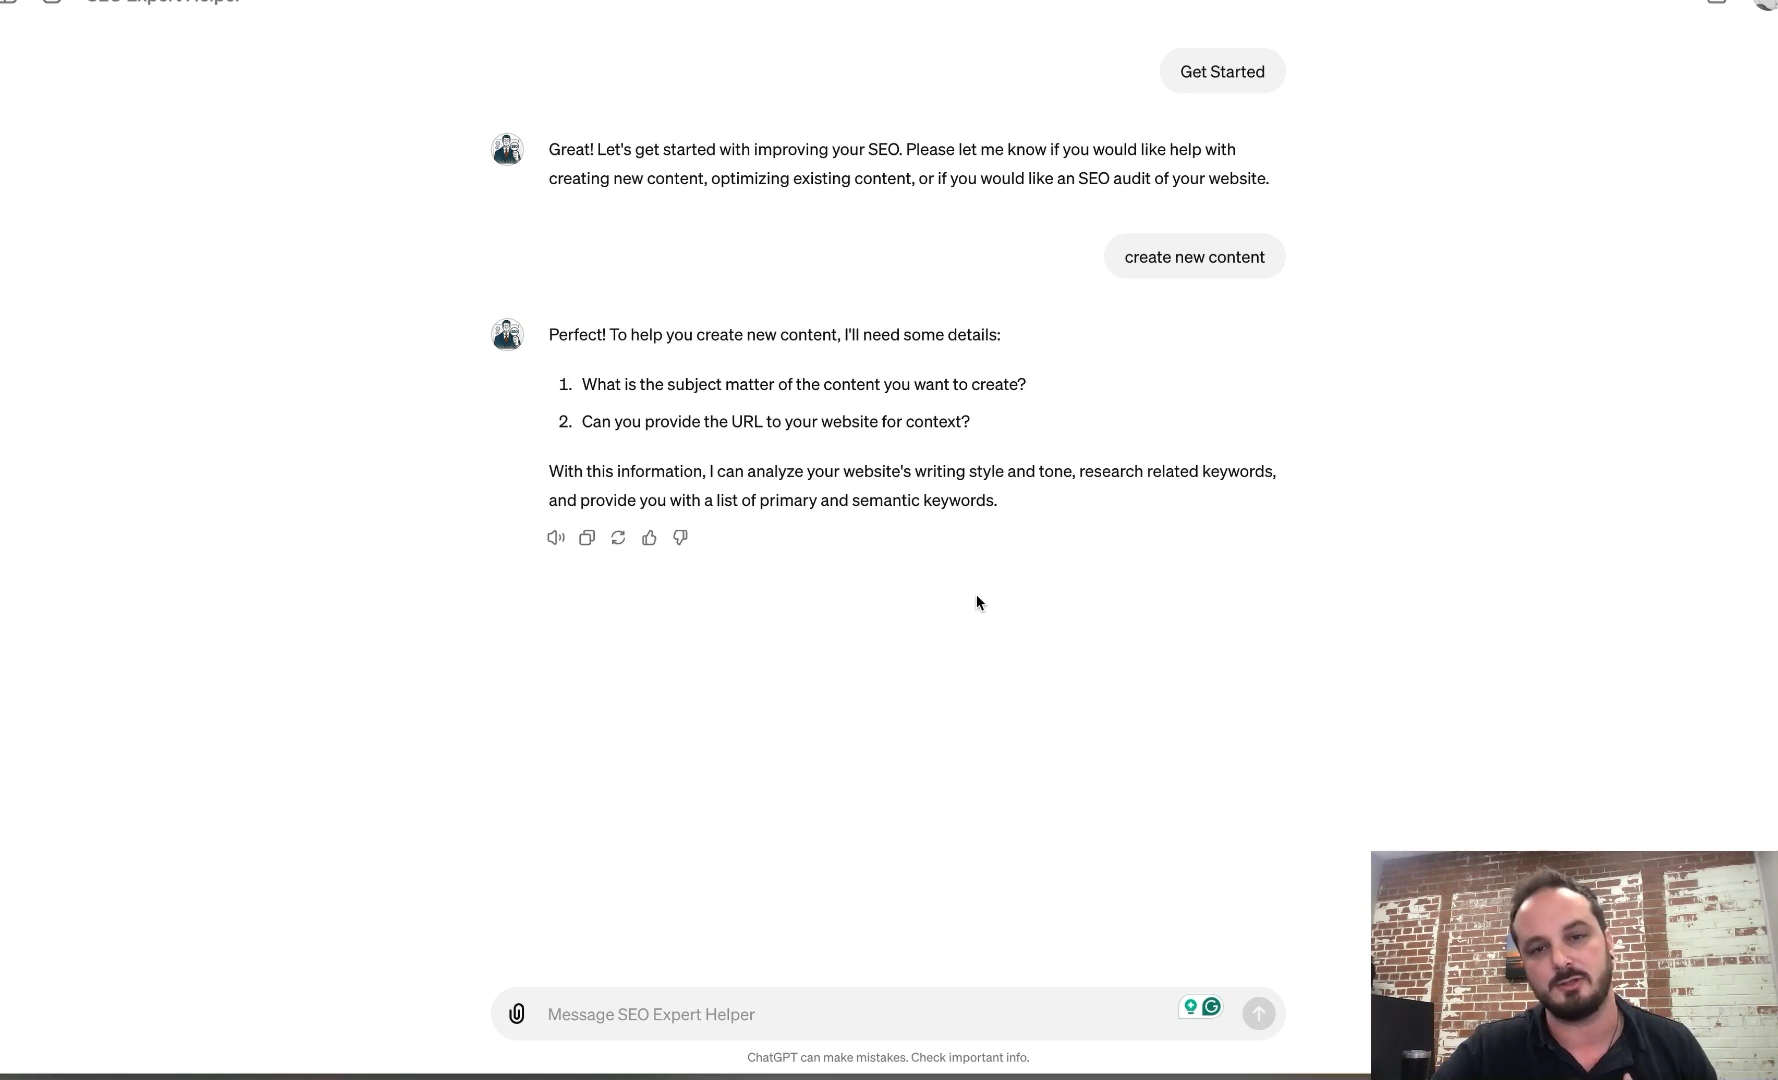 SEO Expert Helper
Get Started
Great! Let's get started with improving your SEO. Please let me know if you would like help with
creating new content, optimizing existing content, or if you would like an SEO audit of your website.
create new content
Perfect! To help you create new content, I'll need some details:
1. What is the subject matter of the content you want to create?
2. Can you provide the URL to your website for context?
With this information, I can analyze your website's writing style and tone, research related keywords,
and provide you with a list of primary and semantic keywords.
Message SEO Expert Helper
ChatGPT can make mistakes. Check important info.